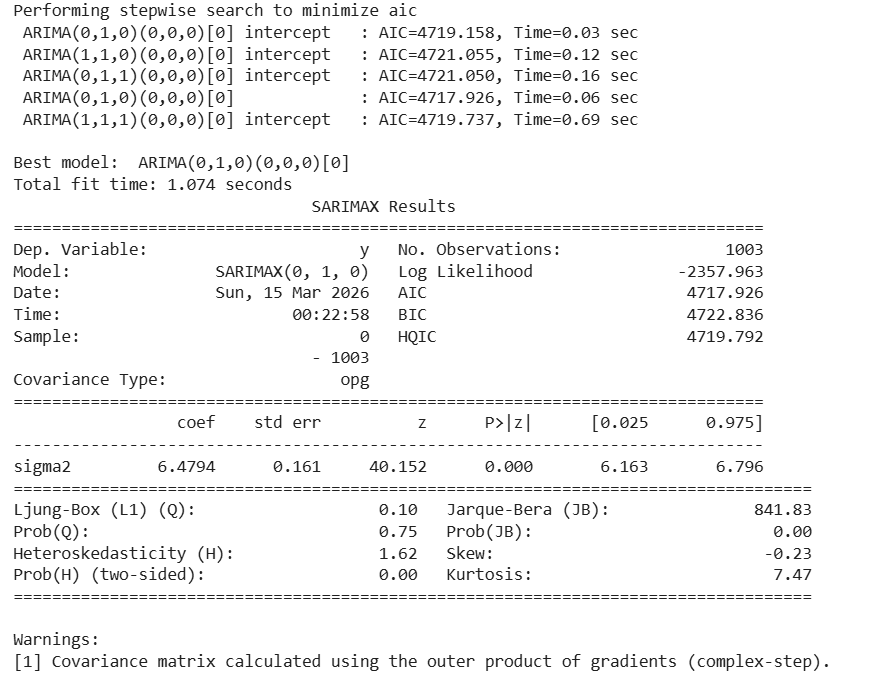 Performing stepwise search to minimize aic
 ARIMA(0,1,0)(0,0,0)[0] intercept   : AIC=4719.158, Time=0.03 sec
 ARIMA(1,1,0)(0,0,0)[0] intercept   : AIC=4721.055, Time=0.12 sec
 ARIMA(0,1,1)(0,0,0)[0] intercept   : AIC=4721.050, Time=0.16 sec
 ARIMA(0,1,0)(0,0,0)[0]             : AIC=4717.926, Time=0.06 sec
 ARIMA(1,1,1)(0,0,0)[0] intercept   : AIC=4719.737, Time=0.69 sec

Best model:  ARIMA(0,1,0)(0,0,0)[0]
Total fit time: 1.074 seconds
                               SARIMAX Results
==============================================================================
Dep. Variable:                      y   No. Observations:                 1003
Model:               SARIMAX(0, 1, 0)   Log Likelihood               -2357.963
Date:                Sun, 15 Mar 2026   AIC                           4717.926
Time:                        00:22:58   BIC                           4722.836
Sample:                             0   HQIC                          4719.792
                               - 1003
Covariance Type:                  opg
==============================================================================
                 coef    std err          z      P>|z|      [0.025      0.975]
------------------------------------------------------------------------------
sigma2         6.4794      0.161     40.152      0.000       6.163       6.796
===================================================================================
Ljung-Box (L1) (Q):                   0.10   Jarque-Bera (JB):               841.83
Prob(Q):                              0.75   Prob(JB):                         0.00
Heteroskedasticity (H):               1.62   Skew:                            -0.23
Prob(H) (two-sided):                  0.00   Kurtosis:                         7.47
===================================================================================

Warnings:
[1] Covariance matrix calculated using the outer product of gradients (complex-step).